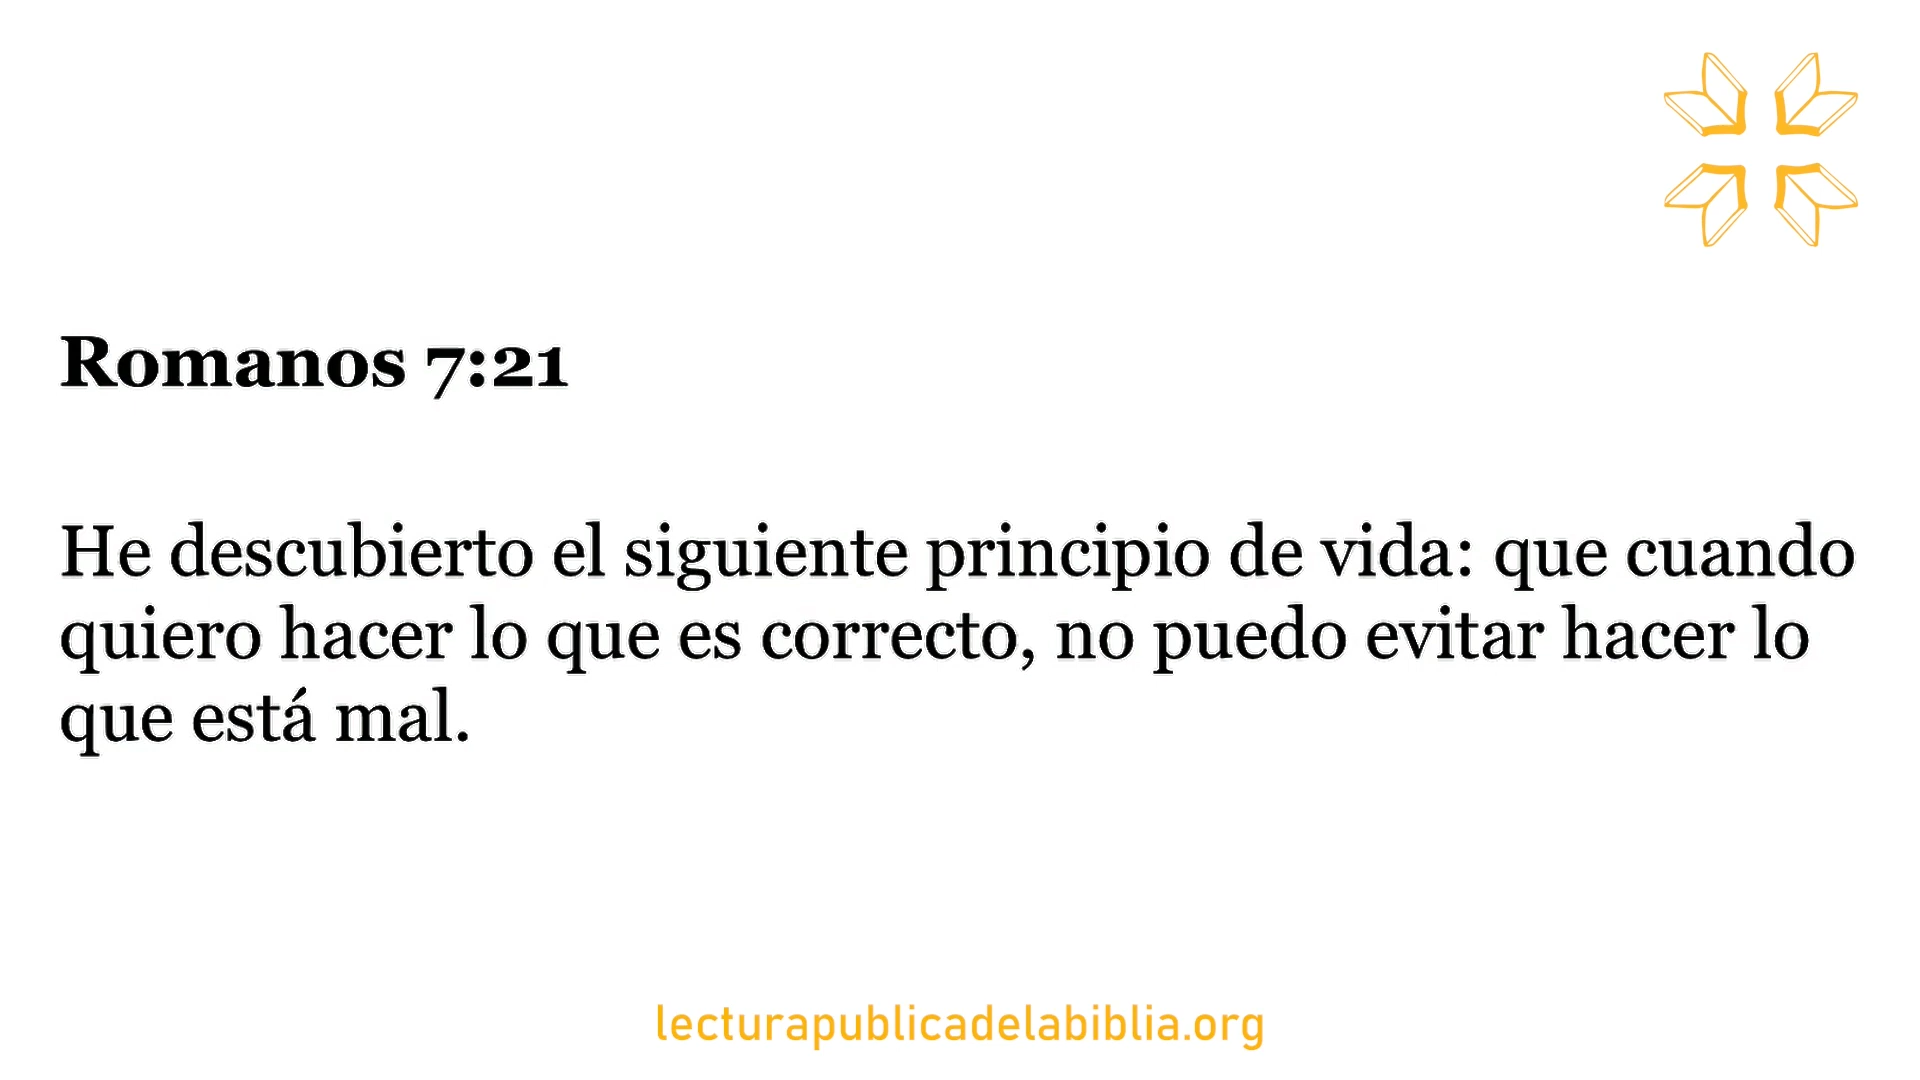 Romanos 7:21
He descubierto el siguiente principio de vida: que cuando
quiero hacer lo que es correcto, no puedo evitar hacer lo
que está mal.
lecturapublicadelabiblia.org